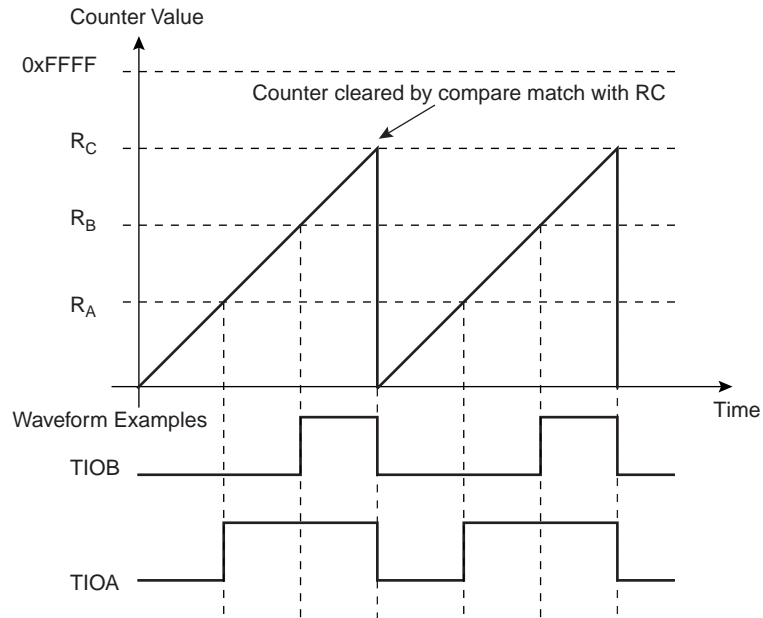 Counter Value
0xFFFF
Counter cleared by compare match with RC
RC
RB
RA
Time
Waveform Examples
TIOB
TIOA